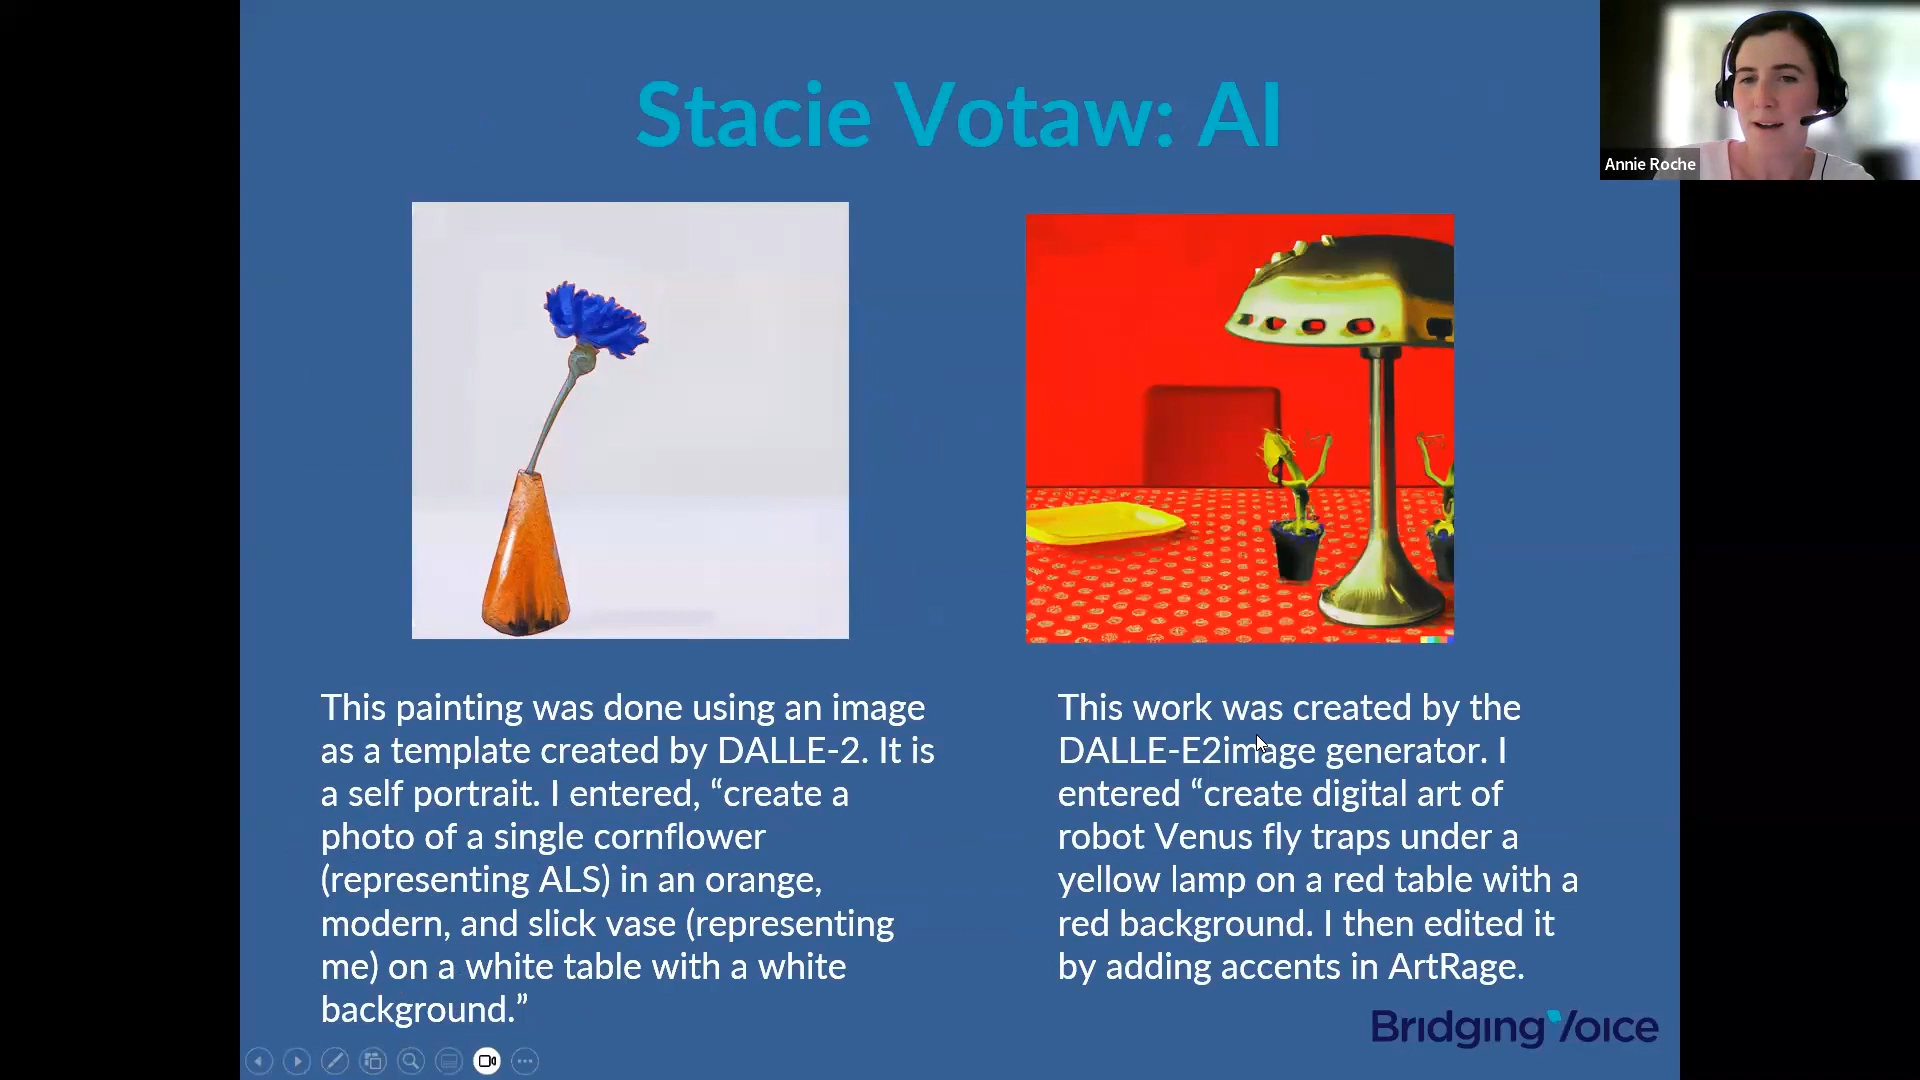 Stacie Votaw: AI
Annie Roche
This painting was done using an image
as a template created by DALLE-2. It is
a self portrait. I entered, “create a
photo of a single cornflower
(representing ALS) in an orange,
modern, and slick vase (representing
me) on a white table with a white
background.”
This work was created by the
DALLE-E2image generator. I
entered “create digital art of
robot Venus fly traps under a
yellow lamp on a red table with a
red background. I then edited it
by adding accents in ArtRage.
Bridging Voice